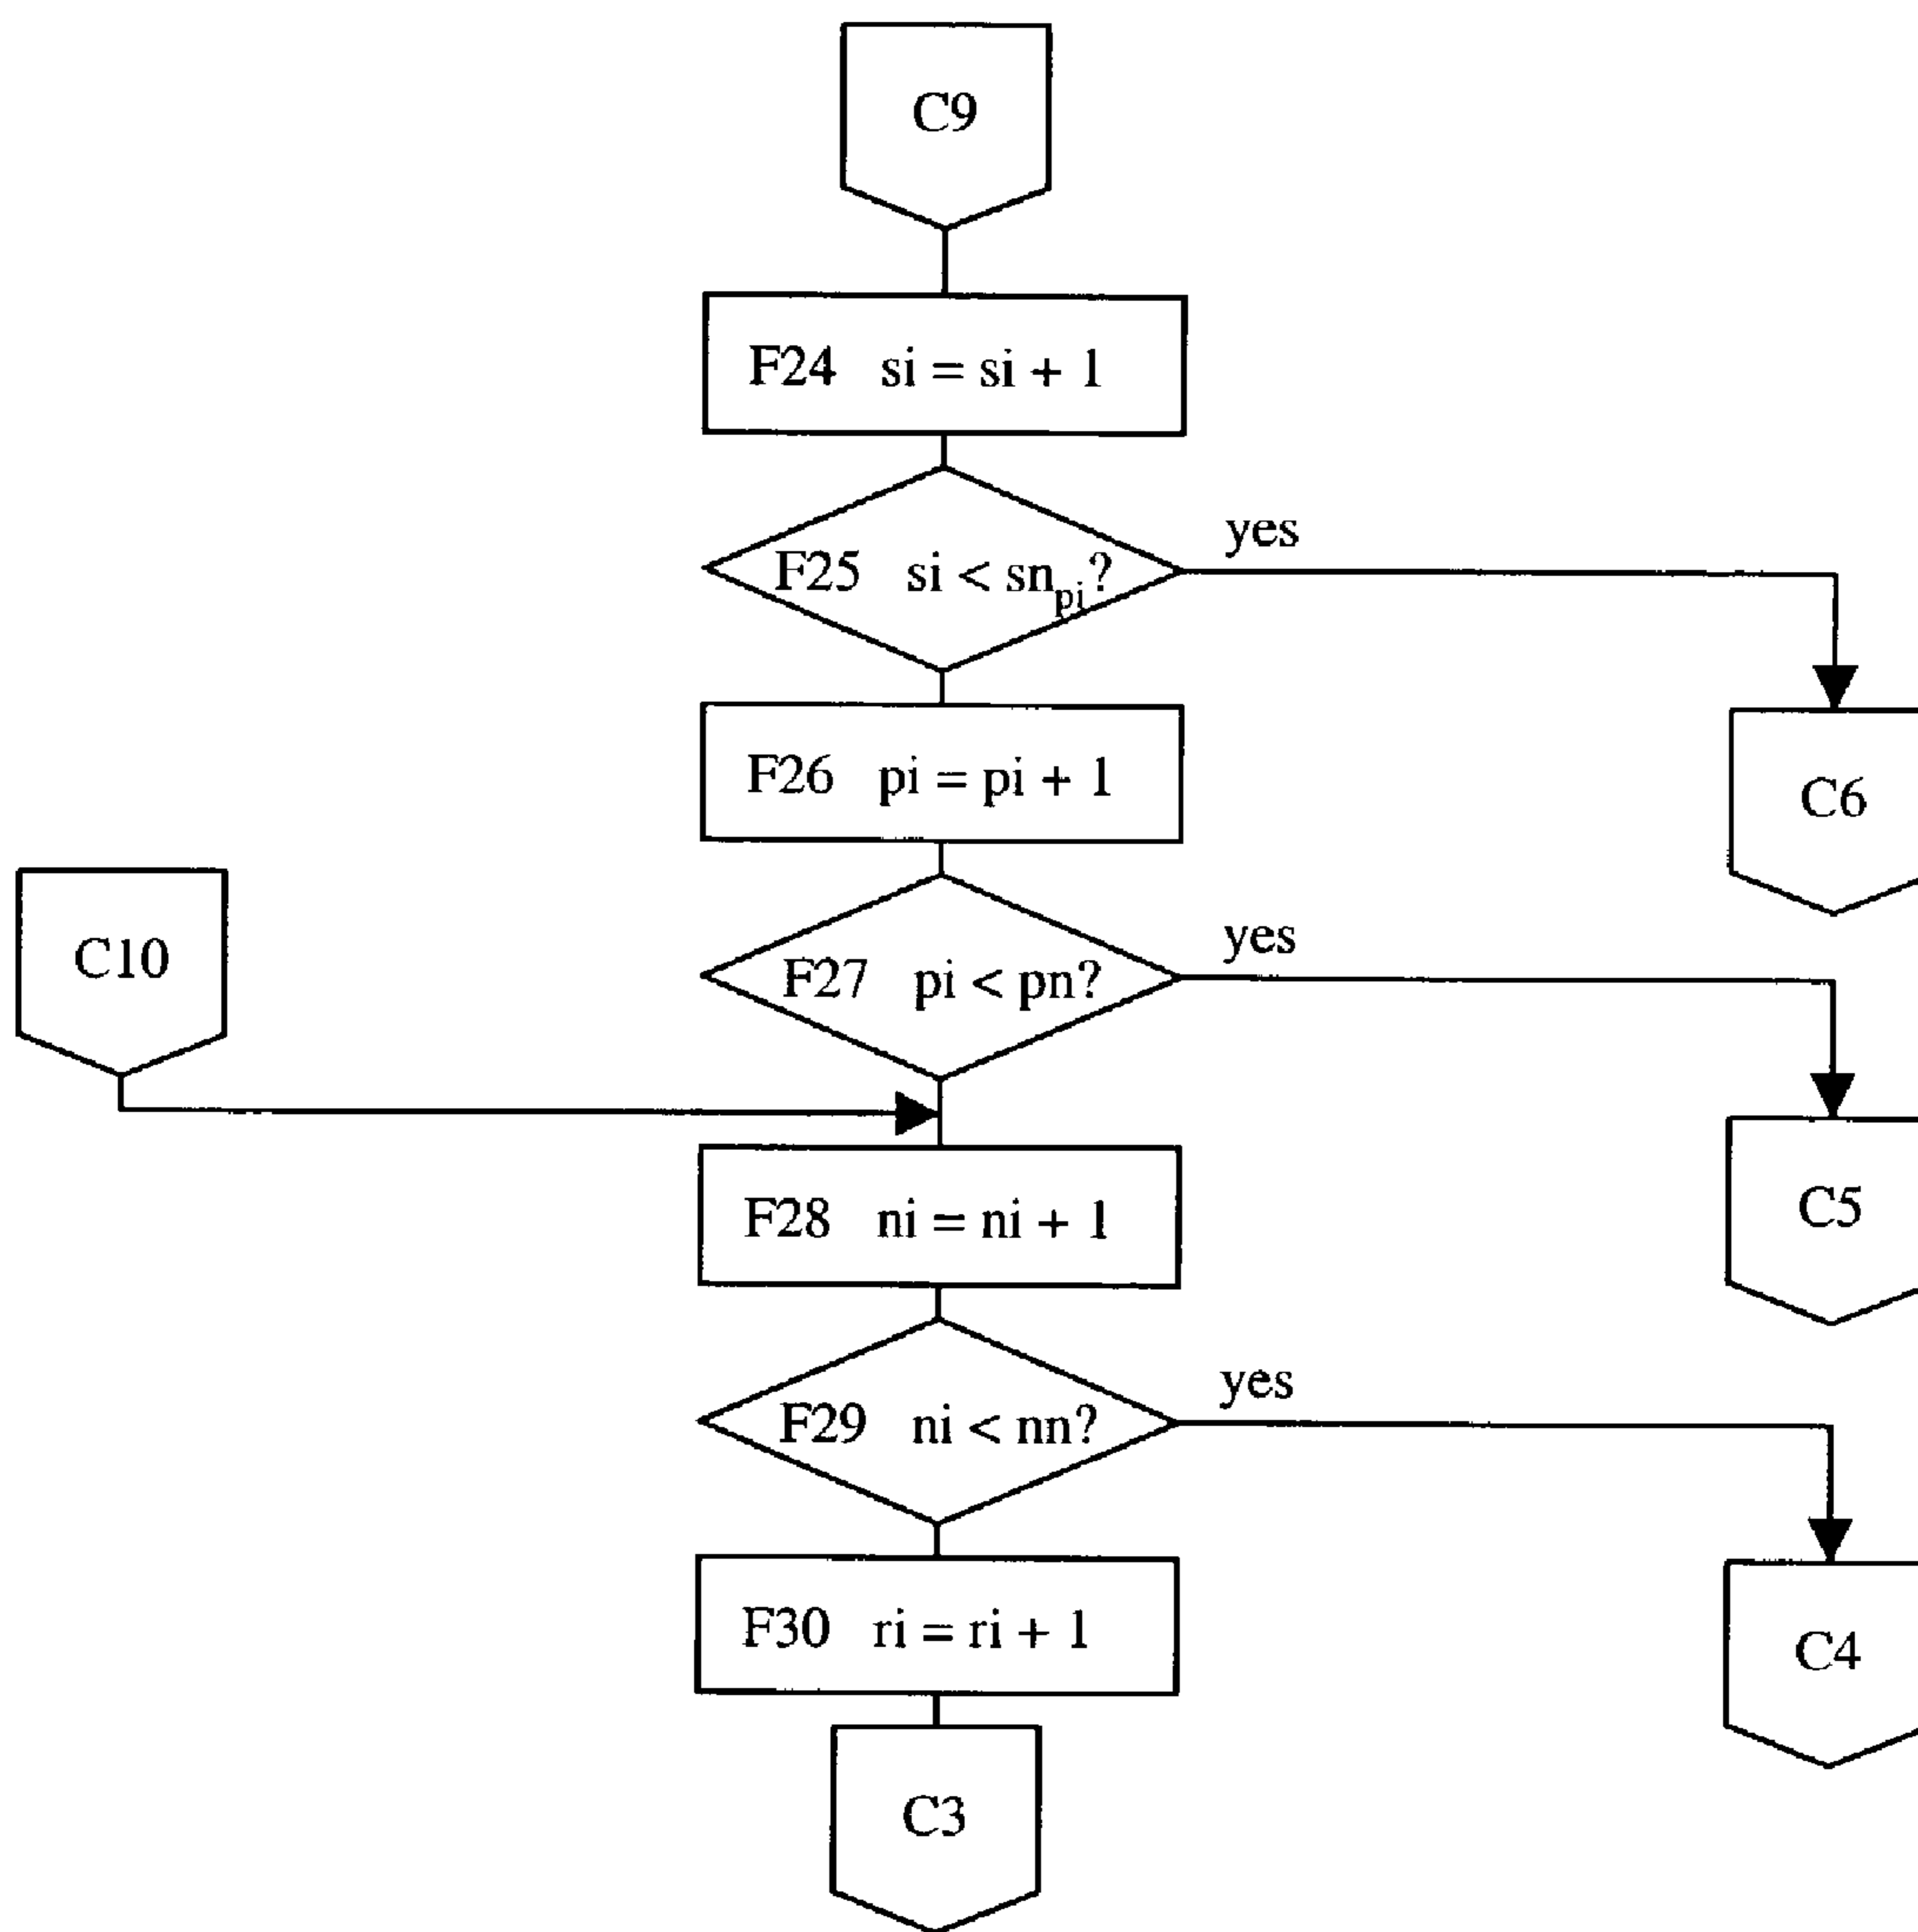 C9
F24 si = si + 1
F25 si < sn_pi?
yes
F26 pi = pi + 1
C6
C10
F27 pi < pn?
yes
F28 ni = ni + 1
C5
F29 ni < nn?
yes
F30 ri = ri + 1
C4
C3